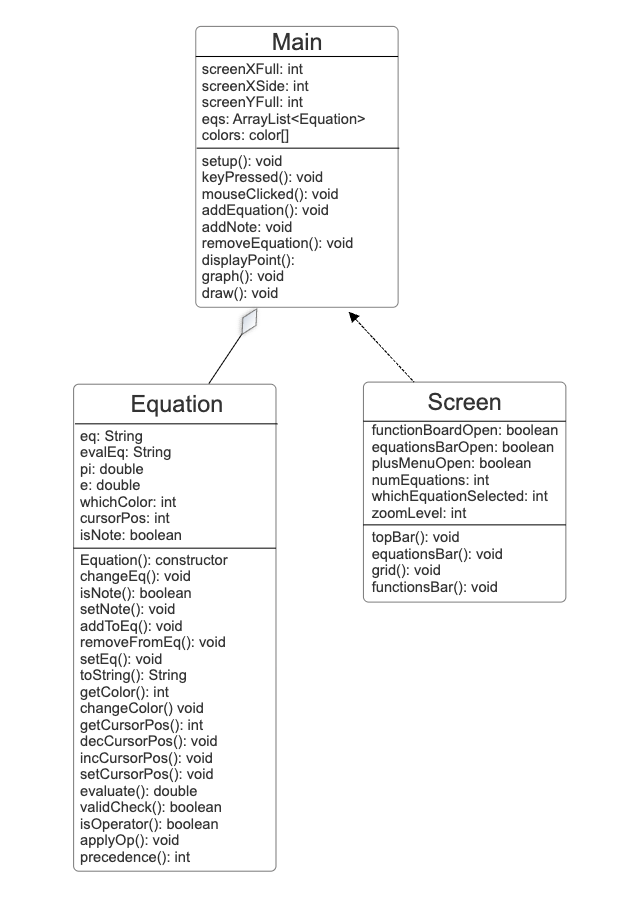 Main
screenXFull: int
screenXSide: int
screenYFull: int
eqs: ArrayList<Equation>
colors: color[]
setup(): void
keyPressed(): void
mouseClicked(): void
addEquation(): void
addNote: void
removeEquation(): void
displayPoint():
graph(): void
draw(): void
Equation
eq: String
evalEq: String
pi: double
e: double
whichColor: int
cursorPos: int
isNote: boolean
Equation(): constructor
changeEq(): void
isNote(): boolean
setNote(): void
addToEq(): void
removeFromEq(): void
setEq(): void
toString(): String
getColor(): int
changeColor() void
getCursorPos(): int
decCursorPos(): void
incCursorPos(): void
setCursorPos(): void
evaluate(): double
validCheck(): boolean
isOperator(): boolean
applyOp(): void
precedence(): int
Screen
functionBoardOpen: boolean
equationsBarOpen: boolean
plusMenuOpen: boolean
numEquations: int
whichEquationSelected: int
zoomLevel: int
topBar(): void
equationsBar(): void
grid(): void
functionsBar(): void